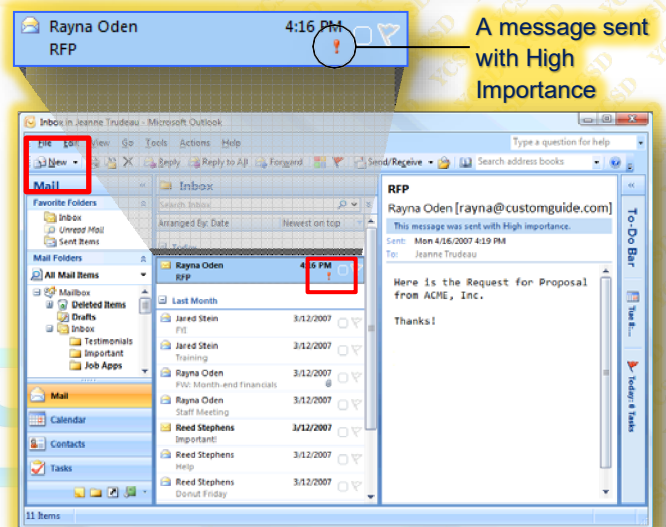 Rayna Oden 4:16 PM
RFP
A message sent
with High
Importance
Inbox in Jeanne Trudeau - Microsoft Outlook
File Edit View Go Tools Actions Help
Type a question for help
New Reply Reply to All Forward Send/Receive Search address books
Mail
Favorite Folders
Inbox
Unread Mail
Sent Items
Mail Folders
All Mail Items
Mailbox
Deleted Items
Drafts
Inbox
Testimonials
Important
Job Apps
Mail
Calendar
Contacts
Tasks
11 Items
Inbox
Search Inbox
Arranged By: Date Newest on top
Today
Rayna Oden 4:16 PM
RFP
Last Month
Jared Stein 3/12/2007
FYI
Jared Stein 3/12/2007
Training
Rayna Oden 3/12/2007
FW: Month-end financials
Rayna Oden 3/12/2007
Staff Meeting
Reed Stephens 3/12/2007
Important!
Reed Stephens 3/12/2007
Help
Reed Stephens 3/12/2007
Donut Friday
RFP
Rayna Oden [rayna@customguide.com]
This message was sent with High importance.
Sent: Mon 4/16/2007 4:19 PM
To: Jeanne Trudeau
Here is the Request for Proposal
from ACME, Inc.
Thanks!
To-Do Bar
Today: 0 Tasks
YCSD